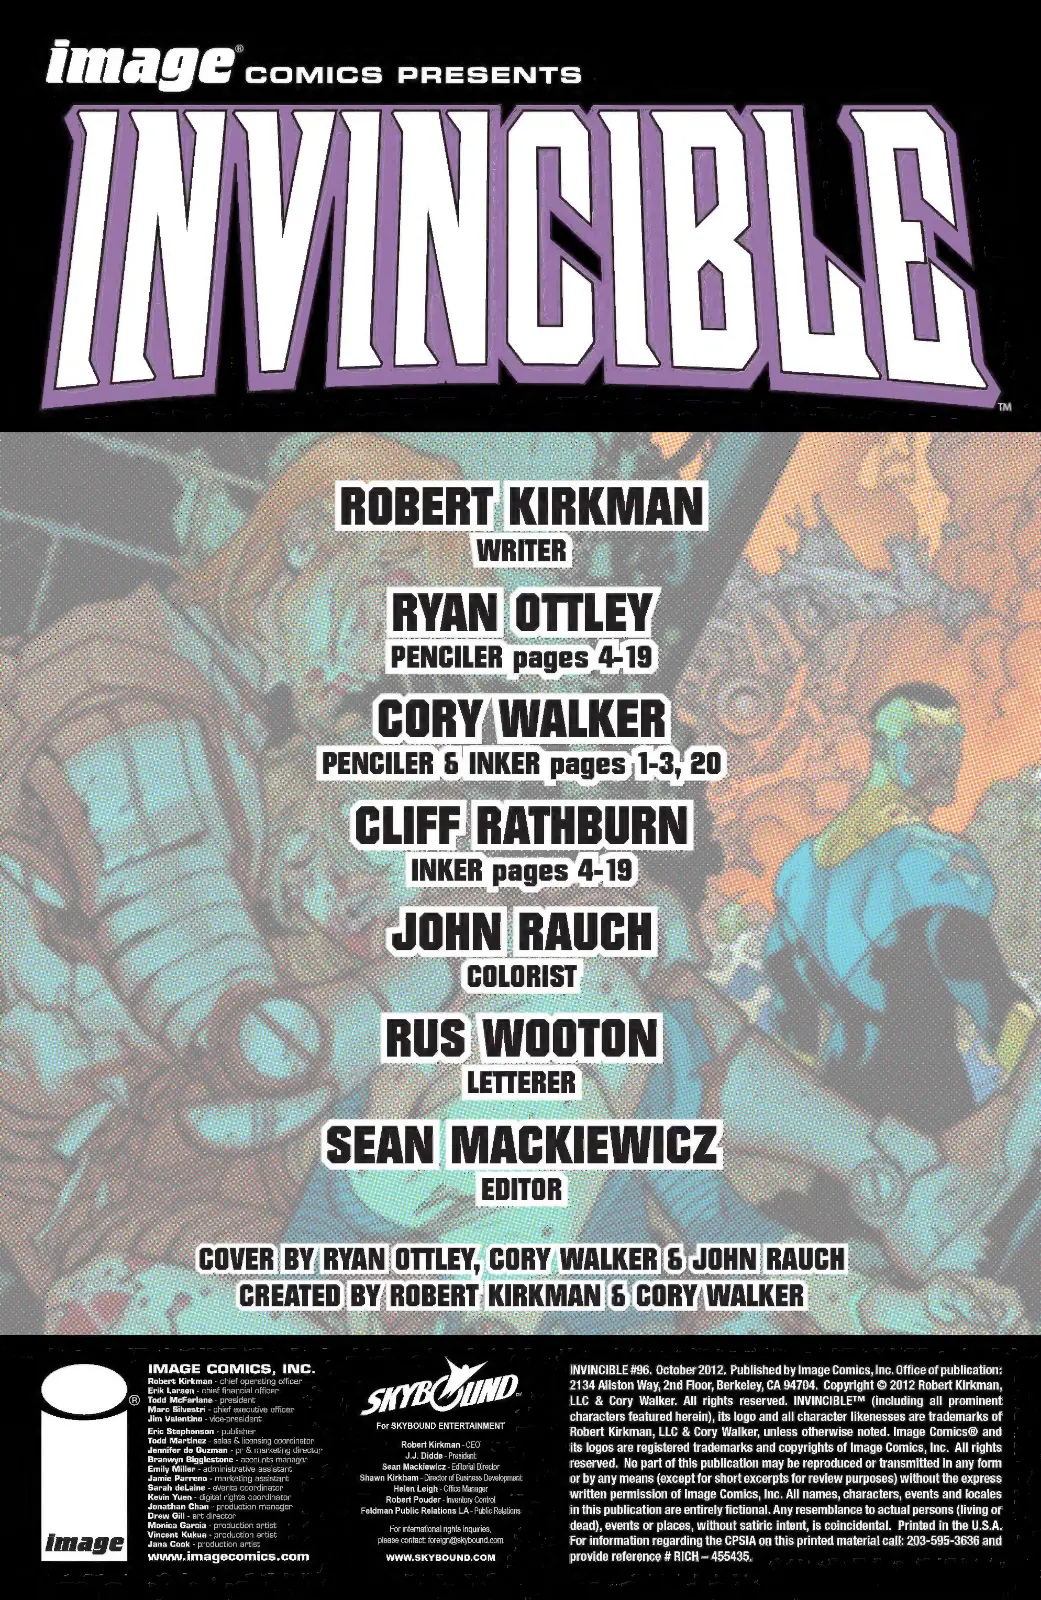 image® COMICS PRESENTS
INVINCIBLE™
ROBERT KIRKMAN
WRITER
RYAN OTTLEY
PENCILER pages 4-19
CORY WALKER
PENCILER & INKER pages 1-3, 20
CLIFF RATHBURN
INKER pages 4-19
JOHN RAUCH
COLORIST
RUS WOOTON
LETTERER
SEAN MACKIEWICZ
EDITOR
COVER BY RYAN OTTLEY, CORY WALKER & JOHN RAUCH
CREATED BY ROBERT KIRKMAN & CORY WALKER
®
image
IMAGE COMICS, INC.
Robert Kirkman - chief operating officer
Erik Larsen - chief financial officer
Todd McFarlane - president
Marc Silvestri - chief executive officer
Jim Valentino - vice-president
Eric Stephenson - publisher
Todd Martinez - sales & licensing coordinator
Jennifer de Guzman - pr & marketing director
Branwyn Bigglestone - accounts manager
Emily Miller - administrative assistant
Jamie Parreno - marketing assistant
Sarah deLaine - events coordinator
Kevin Yuen - digital rights coordinator
Jonathan Chan - production manager
Drew Gill - art director
Monica Garcia - production artist
Vincent Kukua - production artist
Jana Cook - production artist
www.imagecomics.com
SKYBOUND™
For SKYBOUND ENTERTAINMENT
Robert Kirkman - CEO
J.J. Didde - President
Sean Mackiewicz - Editorial Director
Shawn Kirkham - Director of Business Development
Helen Leigh - Office Manager
Robert Pouder - Inventory Control
Feldman Public Relations LA - Public Relations
For international rights inquiries,
please contact: foreign@skybound.com
WWW.SKYBOUND.COM
INVINCIBLE #96. October 2012. Published by Image Comics, Inc. Office of publication:
2134 Allston Way, 2nd Floor, Berkeley, CA 94704. Copyright © 2012 Robert Kirkman,
LLC & Cory Walker. All rights reserved. INVINCIBLE™ (including all prominent
characters featured herein), its logo and all character likenesses are trademarks of
Robert Kirkman, LLC & Cory Walker, unless otherwise noted. Image Comics® and
its logos are registered trademarks and copyrights of Image Comics, Inc. All rights
reserved. No part of this publication may be reproduced or transmitted in any form
or by any means (except for short excerpts for review purposes) without the express
written permission of Image Comics, Inc. All names, characters, events and locales
in this publication are entirely fictional. Any resemblance to actual persons (living or
dead), events or places, without satiric intent, is coincidental. Printed in the U.S.A.
For information regarding the CPSIA on this printed material call: 203-595-3636 and
provide reference # RICH – 455435.